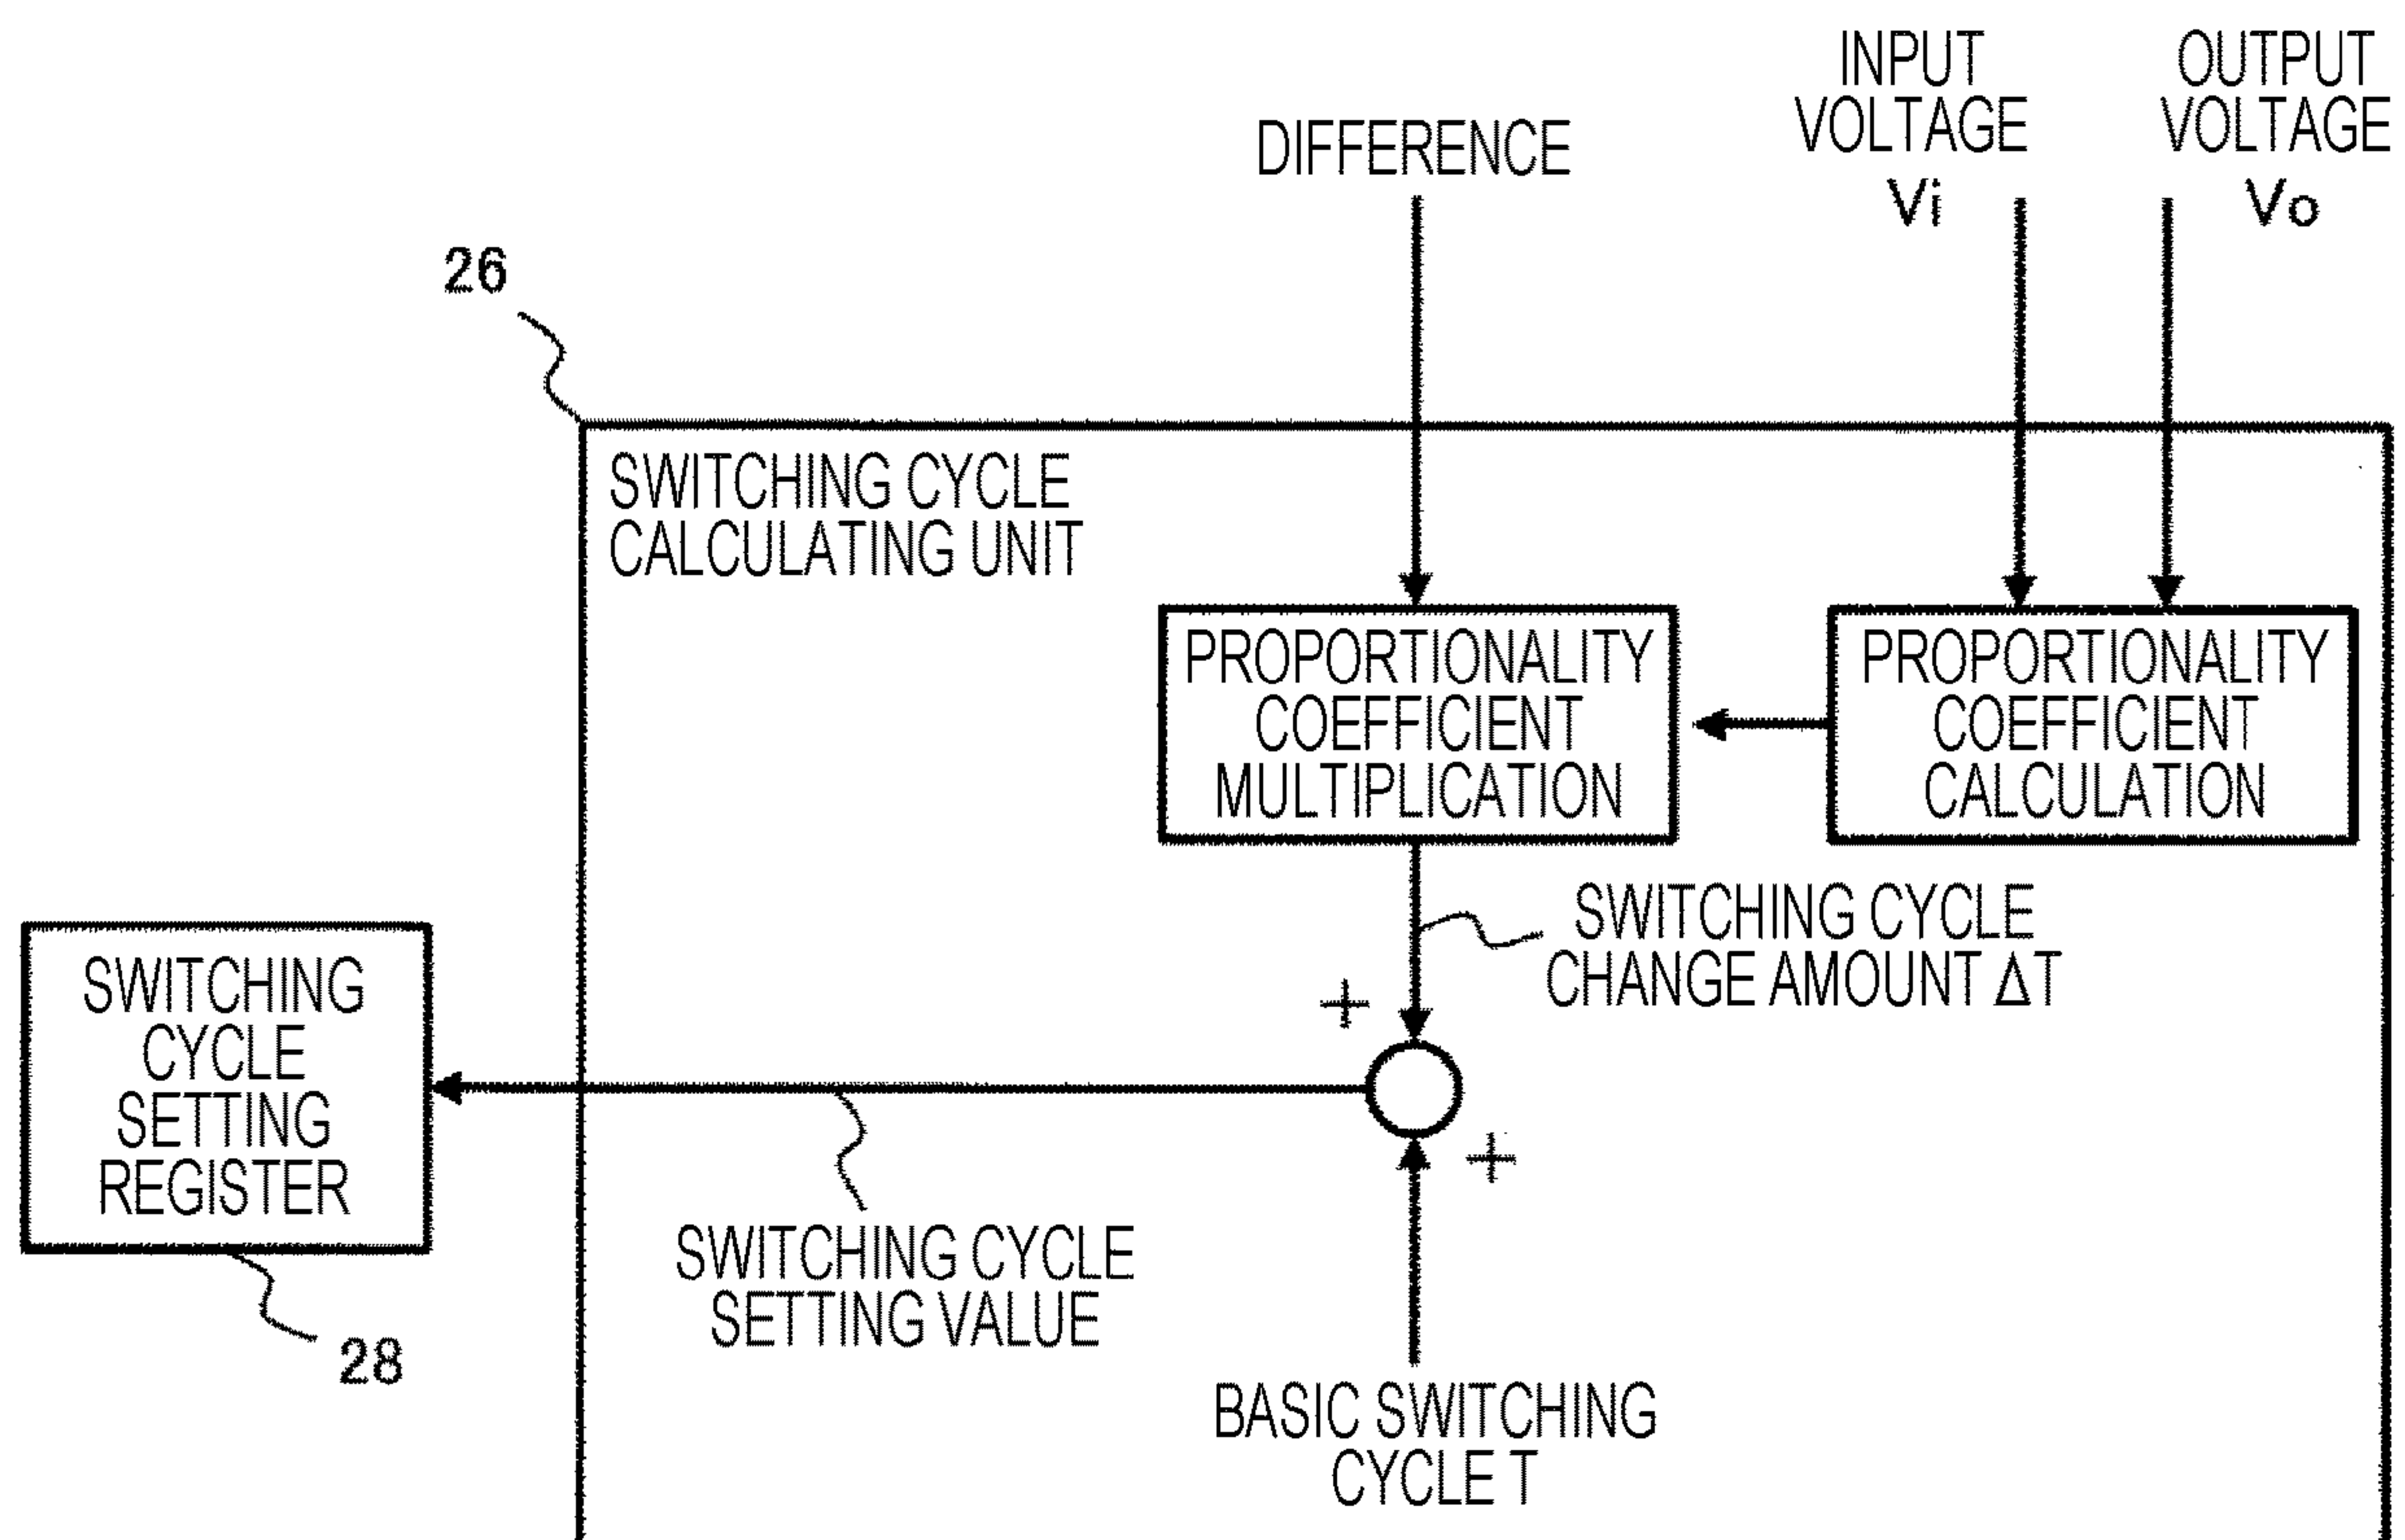 INPUT
VOLTAGE
Vi
OUTPUT
VOLTAGE
Vo
DIFFERENCE
26
SWITCHING CYCLE
CALCULATING UNIT
PROPORTIONALITY
COEFFICIENT
MULTIPLICATION
PROPORTIONALITY
COEFFICIENT
CALCULATION
SWITCHING CYCLE
CHANGE AMOUNT ΔT
+
SWITCHING
CYCLE
SETTING
REGISTER
28
+
SWITCHING CYCLE
SETTING VALUE
BASIC SWITCHING
CYCLE T